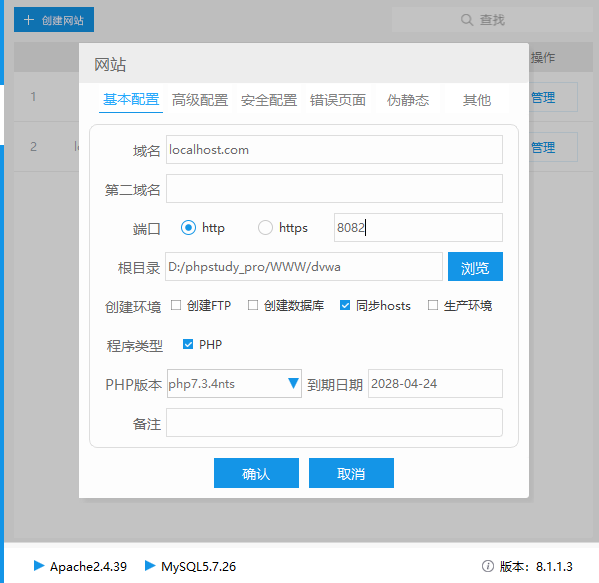 创建网站
查找
操作
1
管理
2
管理
网站
基本配置 高级配置 安全配置 错误页面 伪静态 其他
域名 localhost.com
第二域名
端口 http https 8082
根目录 D:/phpstudy_pro/WWW/dvwa 浏览
创建环境 创建FTP 创建数据库 同步hosts 生产环境
程序类型 PHP
PHP版本 php7.3.4nts 到期日期 2028-04-24
备注
确认 取消
Apache2.4.39 MySQL5.7.26 版本：8.1.1.3